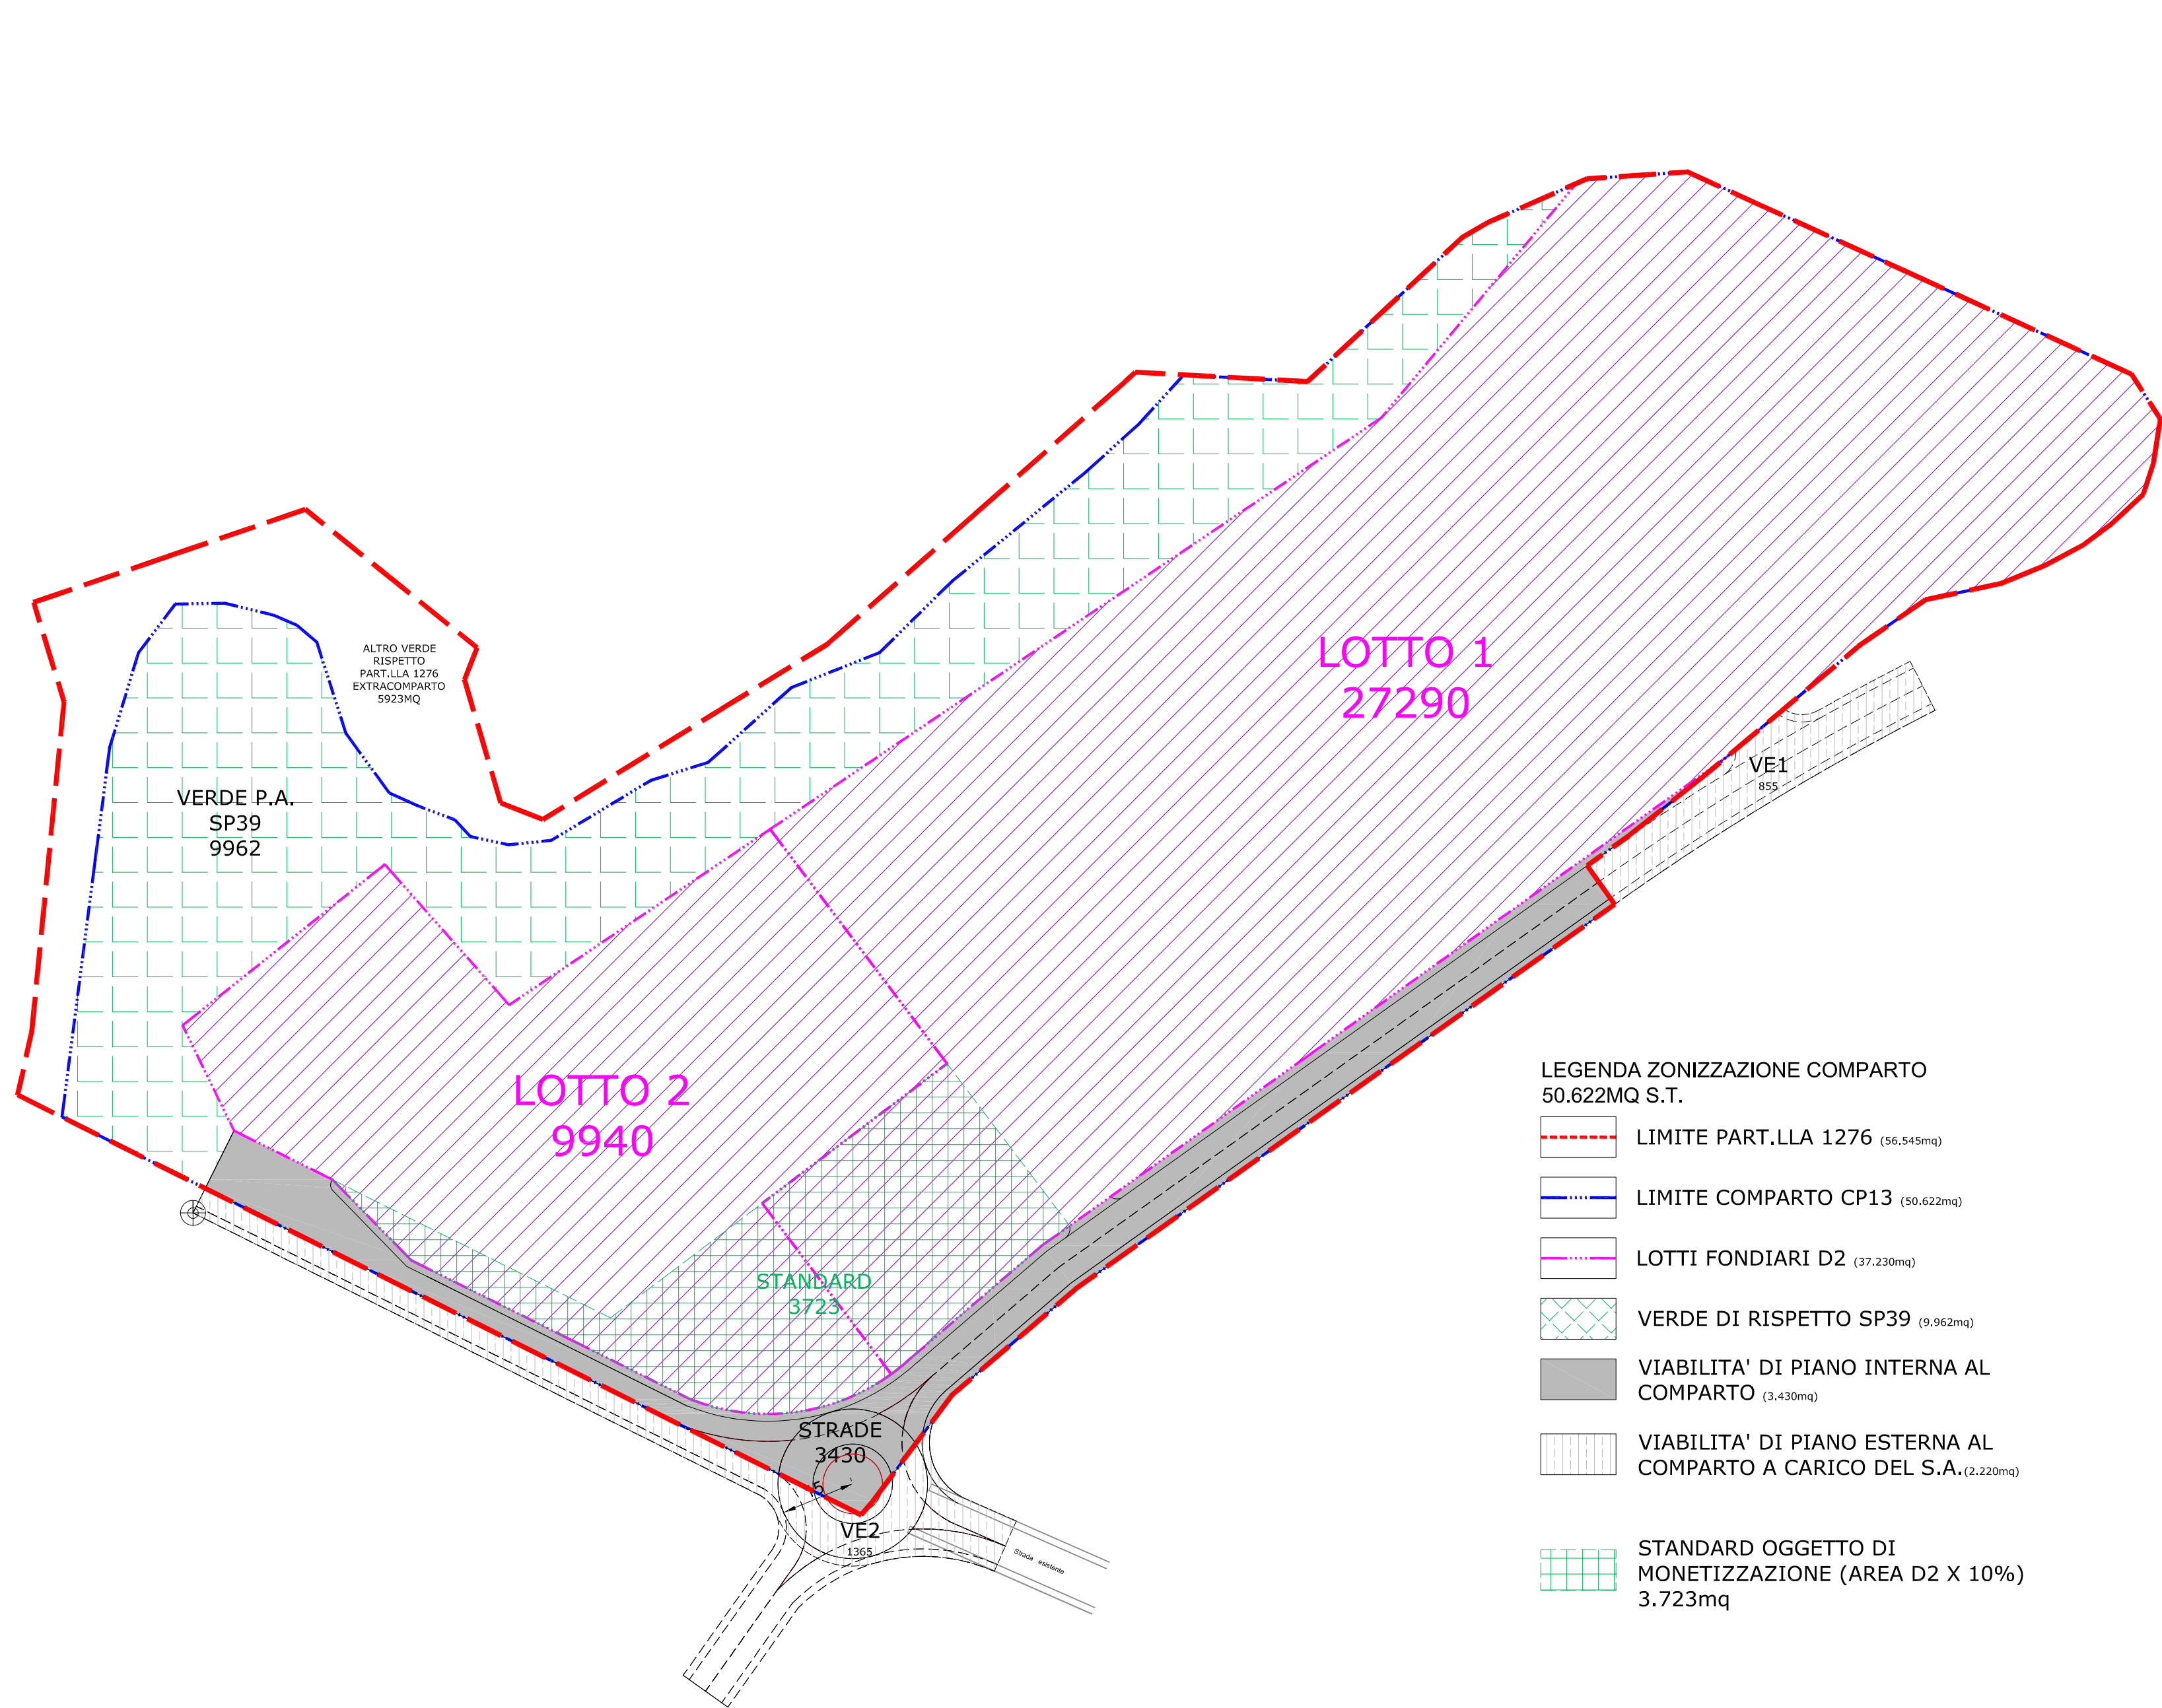 ALTRO VERDE
RISPETTO
PART.LLA 1276
EXTRACOMPARTO
5923MQ
VERDE P.A.
SP39
9962
LOTTO 1
27290
VE1
855
LOTTO 2
9940
STANDARD
3723
STRADE
3430
VE2
1365
Strada esistente
LEGENDA ZONIZZAZIONE COMPARTO
50.622MQ S.T.
LIMITE PART.LLA 1276 (56.545mq)
LIMITE COMPARTO CP13 (50.622mq)
LOTTI FONDIARI D2 (37.230mq)
VERDE DI RISPETTO SP39 (9,962mq)
VIABILITA' DI PIANO INTERNA AL
COMPARTO (3.430mq)
VIABILITA' DI PIANO ESTERNA AL
COMPARTO A CARICO DEL S.A.(2.220mq)
STANDARD OGGETTO DI
MONETIZZAZIONE (AREA D2 X 10%)
3.723mq